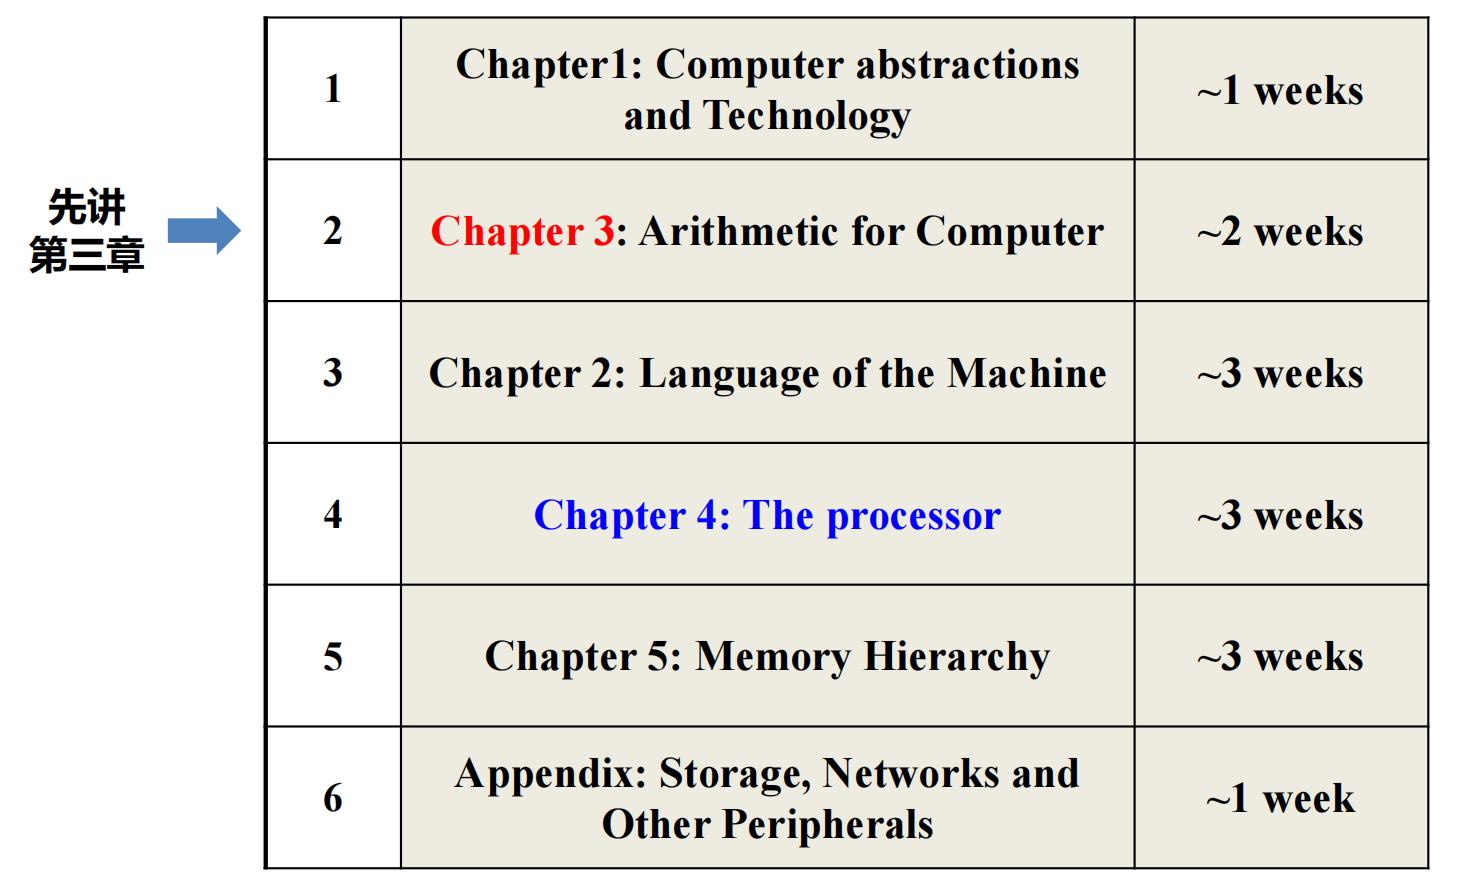 1
Chapter1: Computer abstractions
and Technology
~1 weeks
先讲
第三章
2
Chapter 3: Arithmetic for Computer
~2 weeks
3
Chapter 2: Language of the Machine
~3 weeks
4
Chapter 4: The processor
~3 weeks
5
Chapter 5: Memory Hierarchy
~3 weeks
6
Appendix: Storage, Networks and
Other Peripherals
~1 week